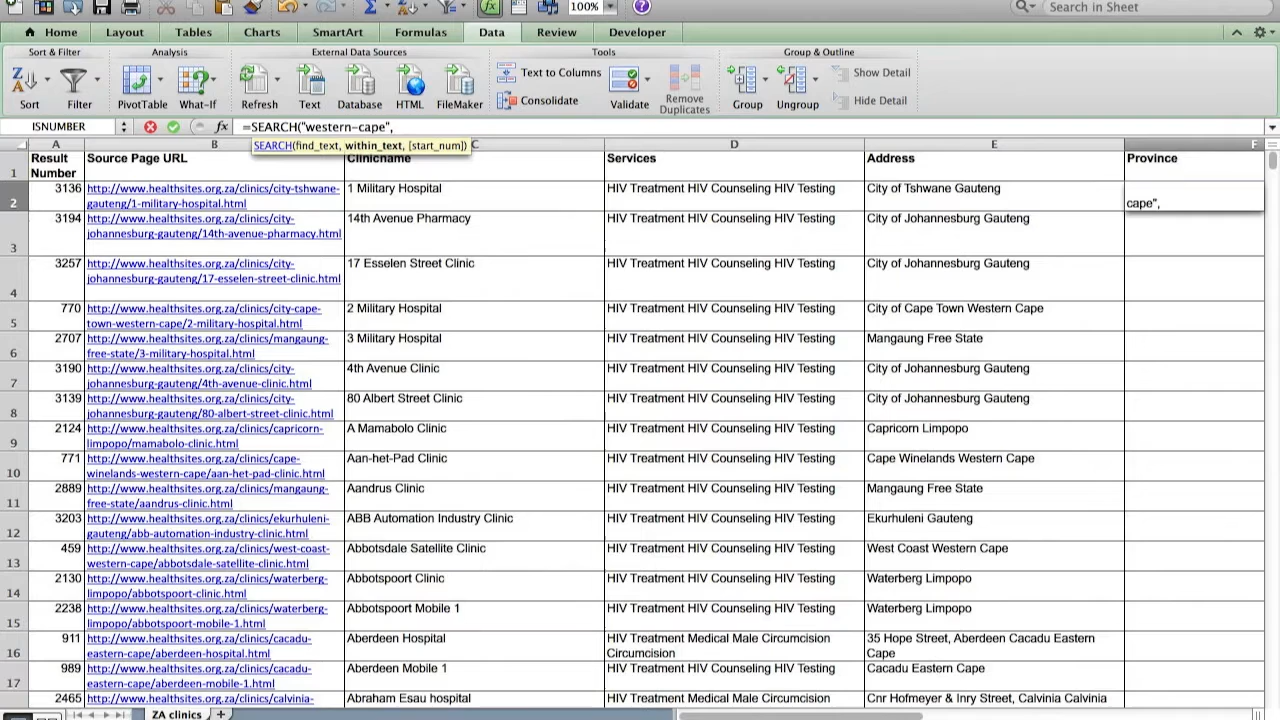 100%
Search in Sheet
Home Layout Tables Charts SmartArt Formulas Data Review Developer
Sort & Filter Analysis External Data Sources Tools Group & Outline
Sort Filter PivotTable What-If Refresh Text Database HTML FileMaker Text to Columns Consolidate Validate Remove Duplicates Group Ungroup Show Detail Hide Detail
ISNUMBER fx =SEARCH("western-cape",
SEARCH(find_text, within_text, [start_num])
A B C D E F
1 Result Number Source Page URL Clinicname Services Address Province
2 3136 http://www.healthsites.org.za/clinics/city-tshwane-gauteng/1-military-hospital.html 1 Military Hospital HIV Treatment HIV Counseling HIV Testing City of Tshwane Gauteng cape",
3 3194 http://www.healthsites.org.za/clinics/city-johannesburg-gauteng/14th-avenue-pharmacy.html 14th Avenue Pharmacy HIV Treatment HIV Counseling HIV Testing City of Johannesburg Gauteng
4 3257 http://www.healthsites.org.za/clinics/city-johannesburg-gauteng/17-esselen-street-clinic.html 17 Esselen Street Clinic HIV Treatment HIV Counseling HIV Testing City of Johannesburg Gauteng
5 770 http://www.healthsites.org.za/clinics/city-cape-town-western-cape/2-military-hospital.html 2 Military Hospital HIV Treatment HIV Counseling HIV Testing City of Cape Town Western Cape
6 2707 http://www.healthsites.org.za/clinics/mangaung-free-state/3-military-hospital.html 3 Military Hospital HIV Treatment HIV Counseling HIV Testing Mangaung Free State
7 3190 http://www.healthsites.org.za/clinics/city-johannesburg-gauteng/4th-avenue-clinic.html 4th Avenue Clinic HIV Treatment HIV Counseling HIV Testing City of Johannesburg Gauteng
8 3139 http://www.healthsites.org.za/clinics/city-johannesburg-gauteng/80-albert-street-clinic.html 80 Albert Street Clinic HIV Treatment HIV Counseling HIV Testing City of Johannesburg Gauteng
9 2124 http://www.healthsites.org.za/clinics/capricorn-limpopo/mamabolo-clinic.html A Mamabolo Clinic HIV Treatment HIV Counseling HIV Testing Capricorn Limpopo
10 771 http://www.healthsites.org.za/clinics/cape-winelands-western-cape/aan-het-pad-clinic.html Aan-het-Pad Clinic HIV Treatment HIV Counseling HIV Testing Cape Winelands Western Cape
11 2889 http://www.healthsites.org.za/clinics/mangaung-free-state/aandrus-clinic.html Aandrus Clinic HIV Treatment HIV Counseling HIV Testing Mangaung Free State
12 3203 http://www.healthsites.org.za/clinics/ekurhuleni-gauteng/abb-automation-industry-clinic.html ABB Automation Industry Clinic HIV Treatment HIV Counseling HIV Testing Ekurhuleni Gauteng
13 459 http://www.healthsites.org.za/clinics/west-coast-western-cape/abbotsdale-satellite-clinic.html Abbotsdale Satellite Clinic HIV Treatment HIV Counseling HIV Testing West Coast Western Cape
14 2130 http://www.healthsites.org.za/clinics/waterberg-limpopo/abbotspoort-clinic.html Abbotspoort Clinic HIV Treatment HIV Counseling HIV Testing Waterberg Limpopo
15 2238 http://www.healthsites.org.za/clinics/waterberg-limpopo/abbotspoort-mobile-1.html Abbotspoort Mobile 1 HIV Treatment HIV Counseling HIV Testing Waterberg Limpopo
16 911 http://www.healthsites.org.za/clinics/cacadu-eastern-cape/aberdeen-hospital.html Aberdeen Hospital HIV Treatment Medical Male Circumcision 35 Hope Street, Aberdeen Cacadu Eastern Cape
17 989 http://www.healthsites.org.za/clinics/cacadu-eastern-cape/aberdeen-mobile-1.html Aberdeen Mobile 1 HIV Treatment HIV Counseling HIV Testing Cacadu Eastern Cape
2465 http://www.healthsites.org.za/clinics/calvinia- Abraham Esau hospital HIV Treatment Medical Male Circumcision Cnr Hofmeyer & Inry Street, Calvinia Calvinia
ZA clinics